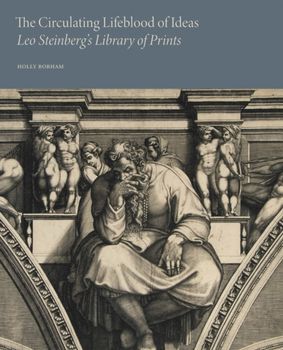 The Circulating Lifeblood of Ideas
Leo Steinberg's Library of Prints
HOLLY BORHAM